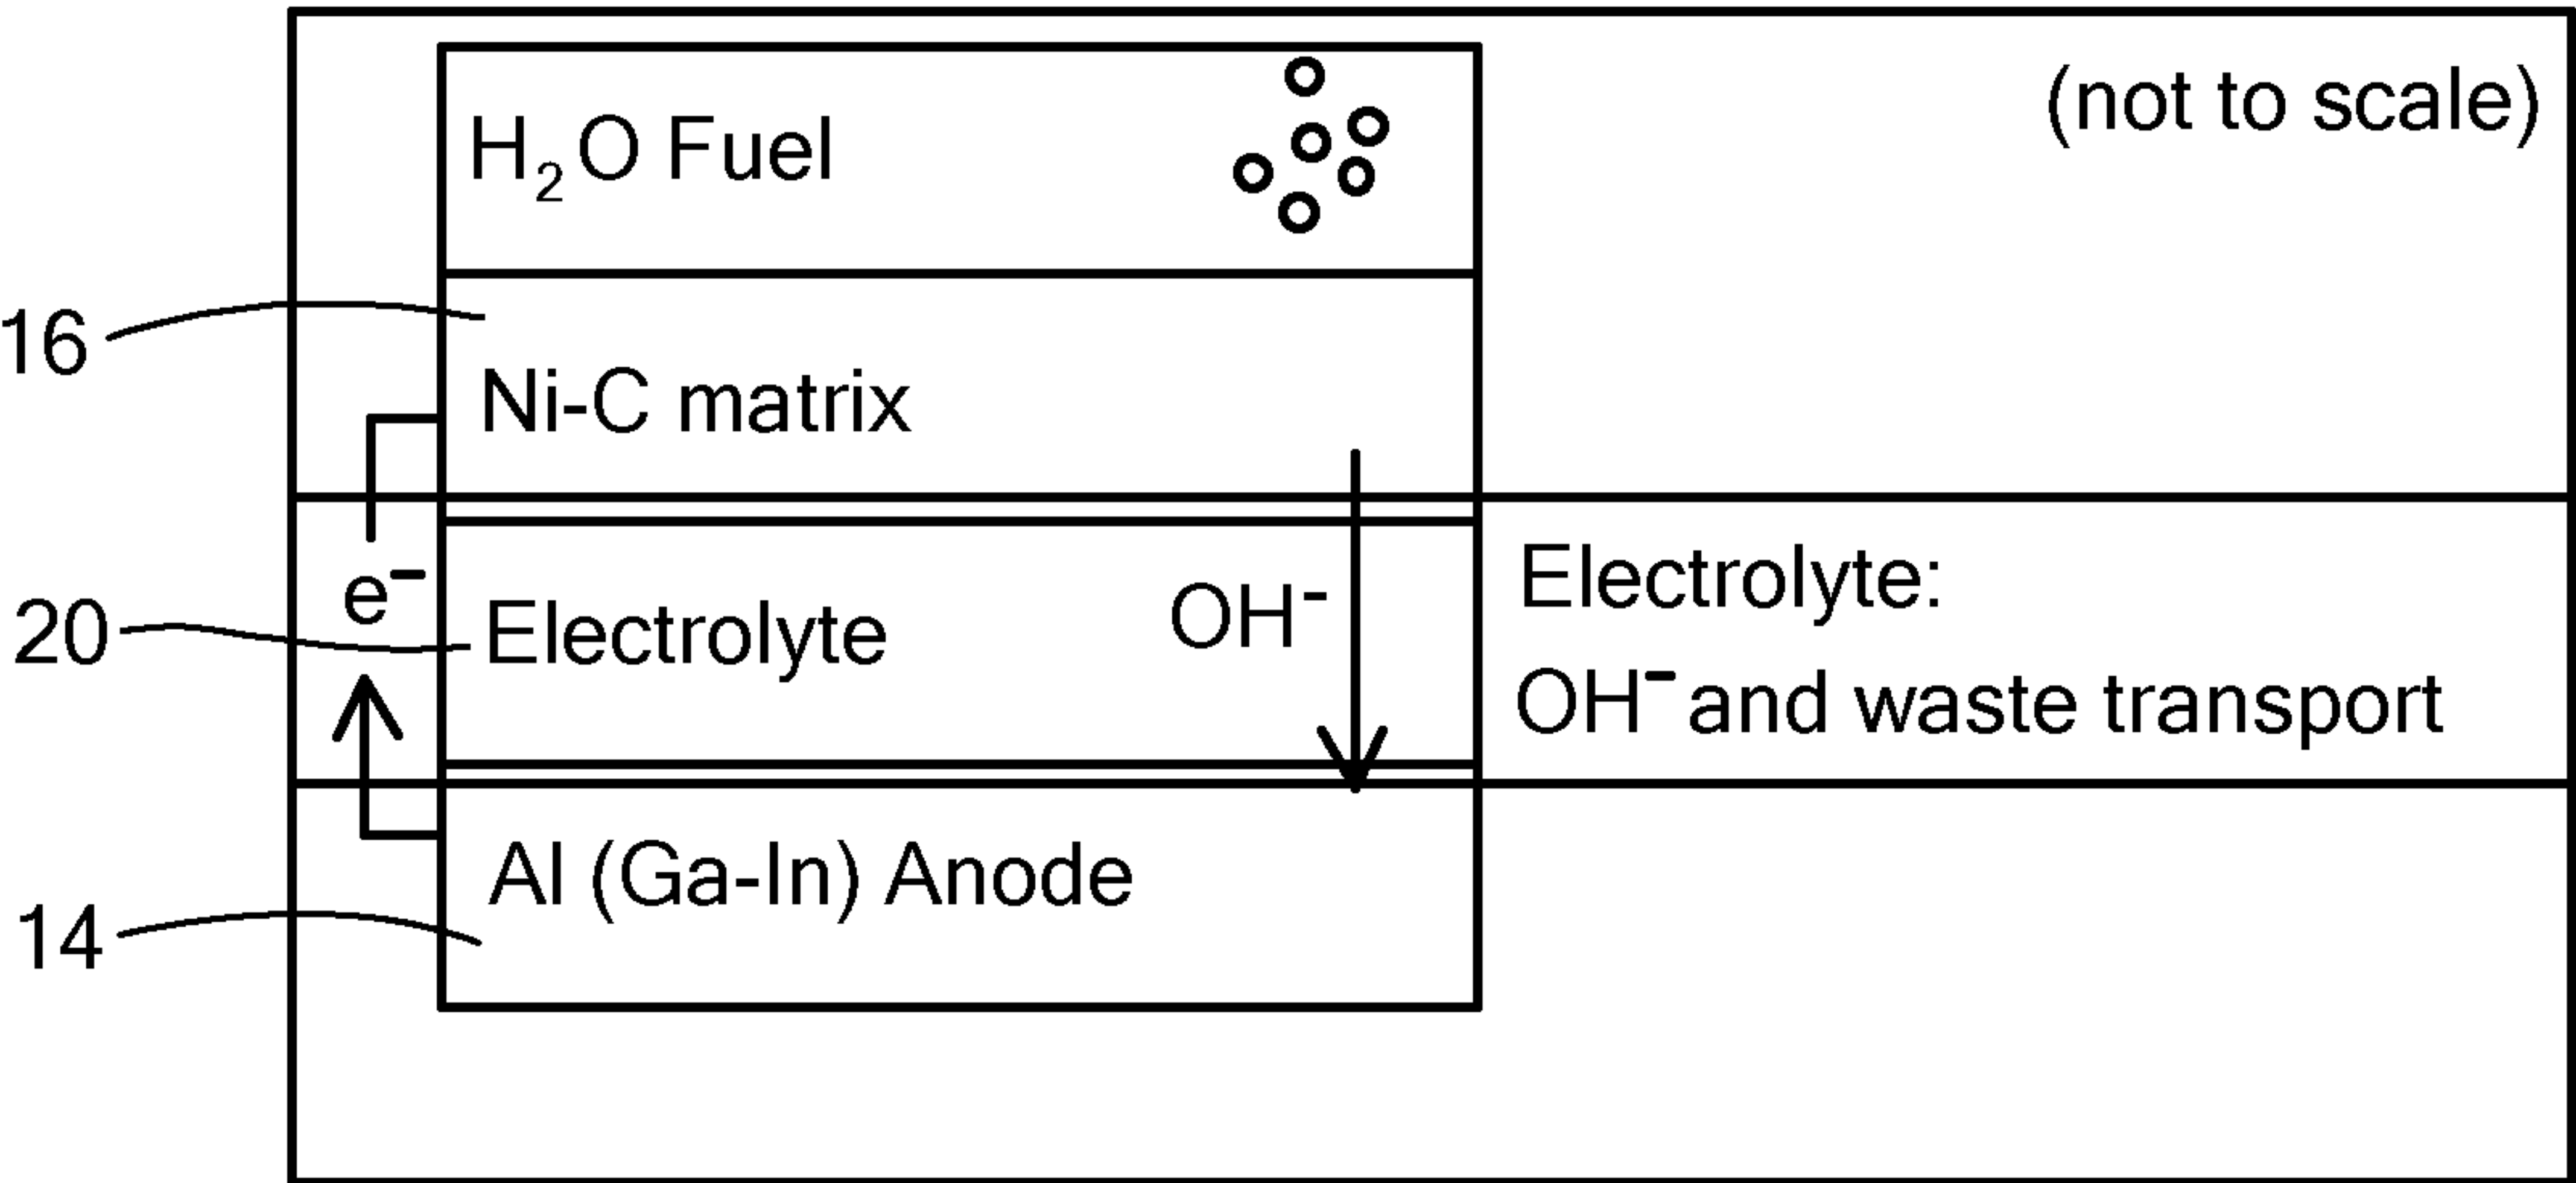 (not to scale)
H₂O Fuel
16
Ni-C matrix
e⁻
20
Electrolyte
OH⁻
Electrolyte:
OH⁻ and waste transport
Al (Ga-In) Anode
14